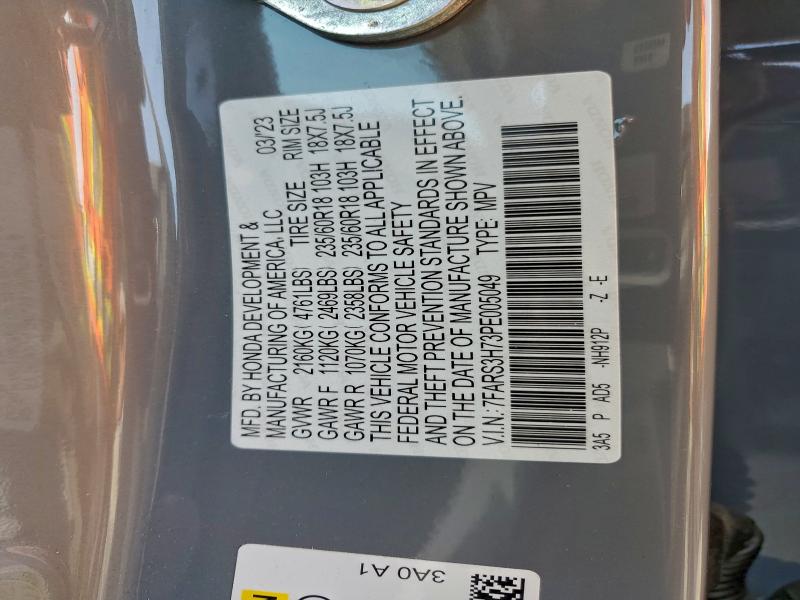 MFD. BY HONDA DEVELOPMENT &
MANUFACTURING OF AMERICA, LLC 03/23
GVWR 2160KG( 4761LBS) TIRE SIZE RIM SIZE
GAWR F 1120KG( 2469LBS) 235/60R18 103H 18X7.5J
GAWR R 1070KG( 2358LBS) 235/60R18 103H 18X7.5J
THIS VEHICLE CONFORMS TO ALL APPLICABLE
FEDERAL MOTOR VEHICLE SAFETY
AND THEFT PREVENTION STANDARDS IN EFFECT
ON THE DATE OF MANUFACTURE SHOWN ABOVE.
V.I.N.: 7FARS3H73PE005049 TYPE: MPV
3A5 P AD5 -NH912P -Z -E
3A0 A1